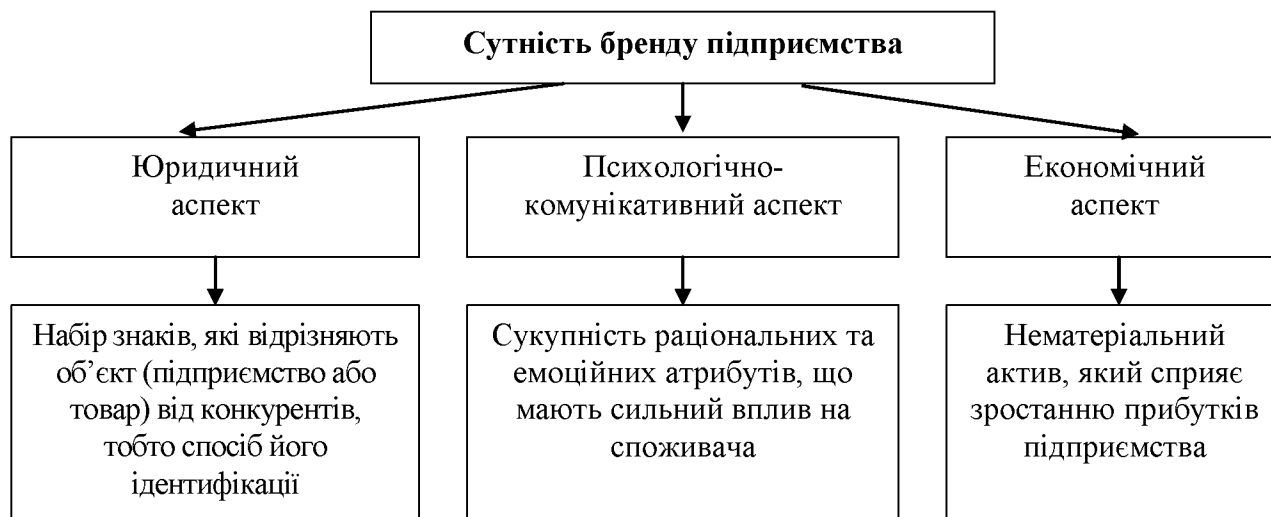 Сутність бренду підприємства
Юридичний
аспект
Психологічно-
комунікативний аспект
Економічний
аспект
Набір знаків, які відрізняють
об’єкт (підприємство або
товар) від конкурентів,
тобто спосіб його
ідентифікації
Сукупність раціональних та
емоційних атрибутів, що
мають сильний вплив на
споживача
Нематеріальний
актив, який сприяє
зростанню прибутків
підприємства